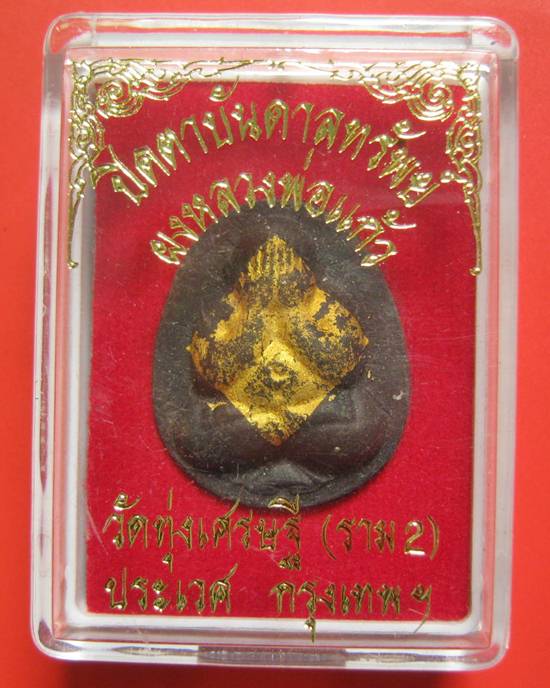 ปิดตาบันดาลทรัพย์
ผงหลวงพ่อแก้ว
วัดทุ่งเศรษฐี (ราม 2)
ประเวศ กรุงเทพฯ